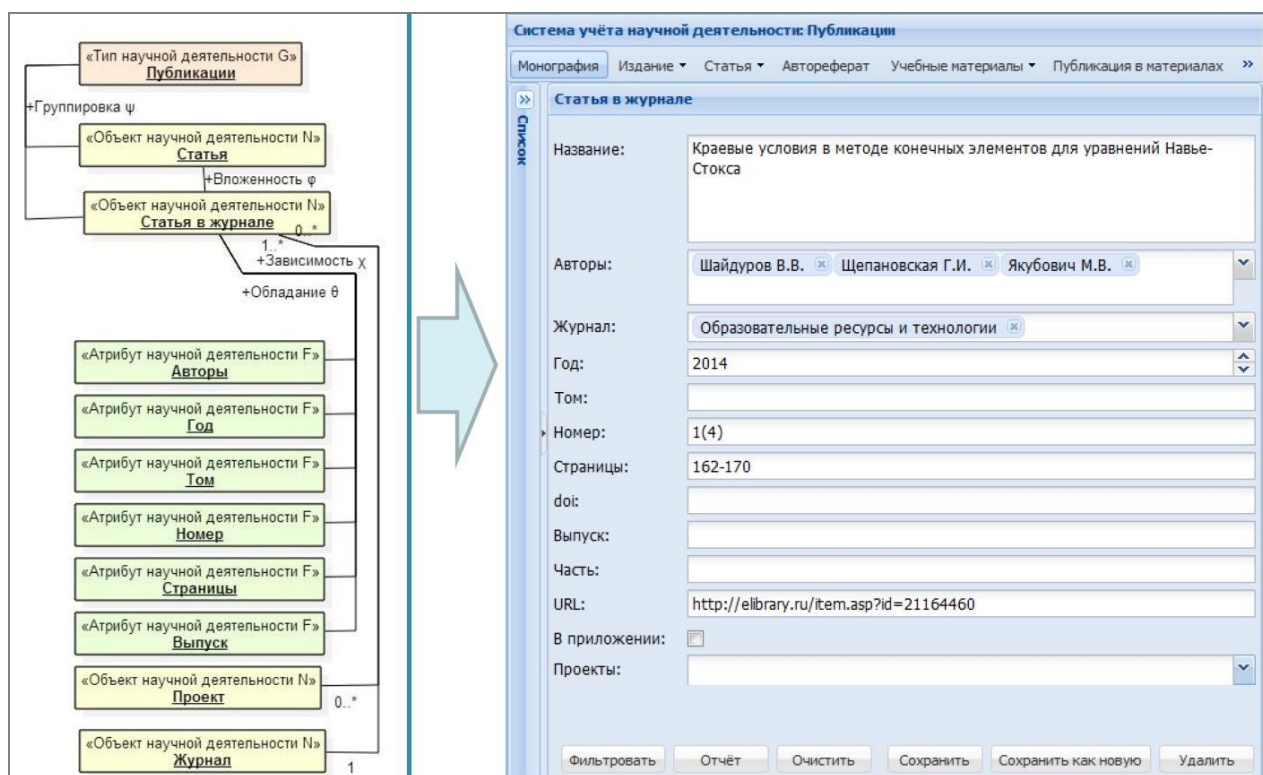 «Тип научной деятельности G»
Публикации
+Группировка ψ
«Объект научной деятельности N»
Статья
+Вложенность φ
«Объект научной деятельности N»
Статья в журнале
0..*
1..*
+Зависимость χ
+Обладание θ
«Атрибут научной деятельности F»
Авторы
«Атрибут научной деятельности F»
Год
«Атрибут научной деятельности F»
Том
«Атрибут научной деятельности F»
Номер
«Атрибут научной деятельности F»
Страницы
«Атрибут научной деятельности F»
Выпуск
«Объект научной деятельности N»
Проект
0..*
«Объект научной деятельности N»
Журнал
1
Система учёта научной деятельности: Публикации
Монография Издание Статья Автореферат Учебные материалы Публикация в материалах »
» Статья в журнале
Список
Название: Краевые условия в методе конечных элементов для уравнений Навье-
Стокса
Авторы: Шайдуров В.В. Щепановская Г.И. Якубович М.В.
Журнал: Образовательные ресурсы и технологии
Год: 2014
Том:
Номер: 1(4)
Страницы: 162-170
doi:
Выпуск:
Часть:
URL: http://elibrary.ru/item.asp?id=21164460
В приложении:
Проекты:
Фильтровать Отчёт Очистить Сохранить Сохранить как новую Удалить